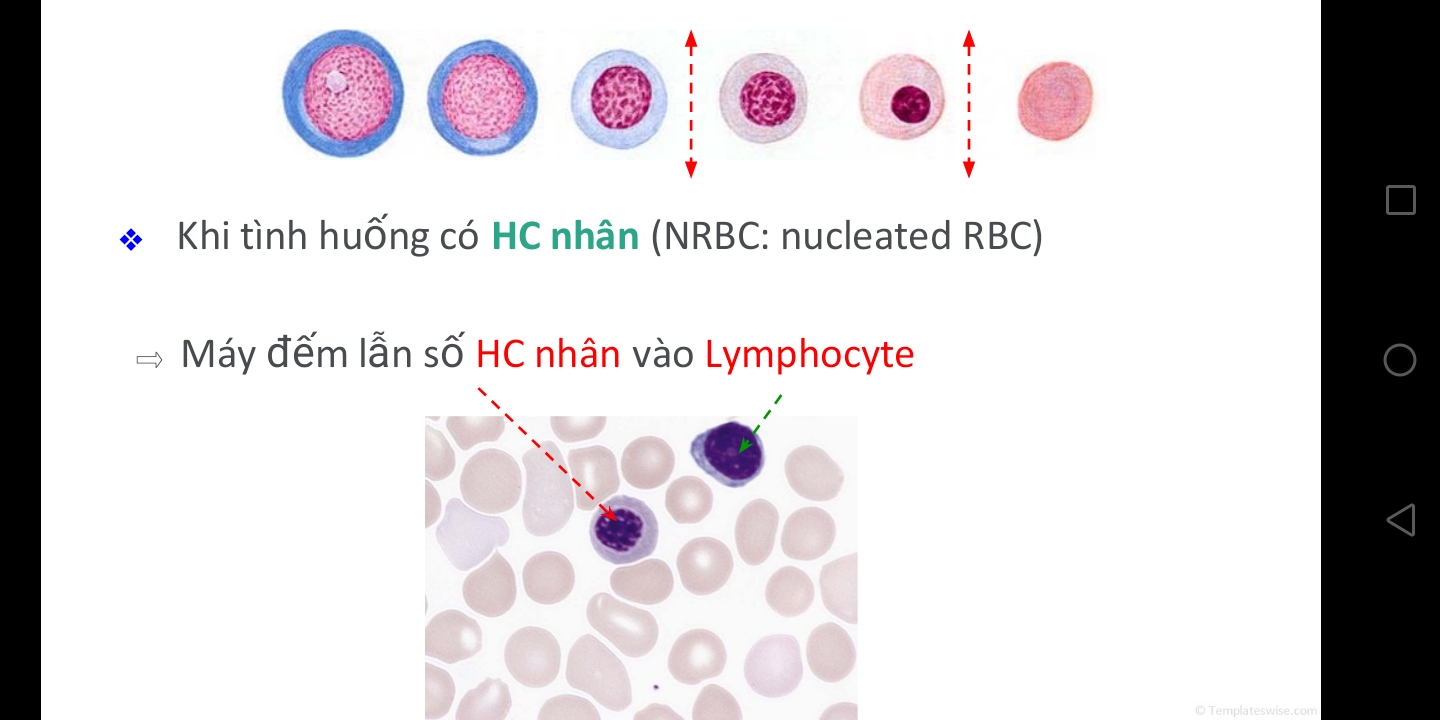 Khi tình huống có HC nhân (NRBC: nucleated RBC)
Máy đếm lẫn số HC nhân vào Lymphocyte
© Templateswise.com